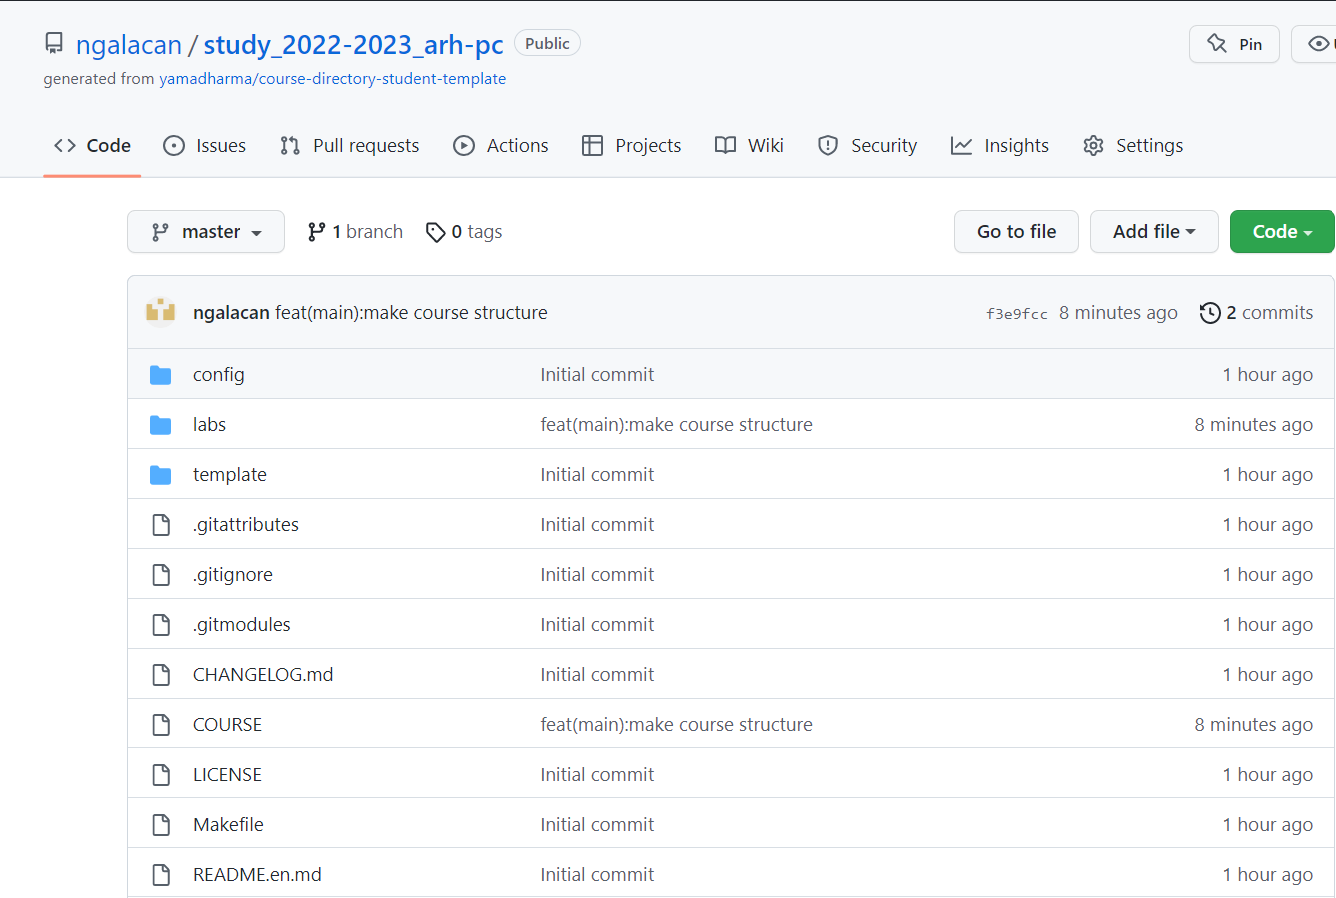 ngalacan / study_2022-2023_arh-pc Public Pin
generated from yamadharma/course-directory-student-template
Code Issues Pull requests Actions Projects Wiki Security Insights Settings
master 1 branch 0 tags Go to file Add file Code
ngalacan feat(main):make course structure f3e9fcc 8 minutes ago 2 commits
config Initial commit 1 hour ago
labs feat(main):make course structure 8 minutes ago
template Initial commit 1 hour ago
.gitattributes Initial commit 1 hour ago
.gitignore Initial commit 1 hour ago
.gitmodules Initial commit 1 hour ago
CHANGELOG.md Initial commit 1 hour ago
COURSE feat(main):make course structure 8 minutes ago
LICENSE Initial commit 1 hour ago
Makefile Initial commit 1 hour ago
README.en.md Initial commit 1 hour ago